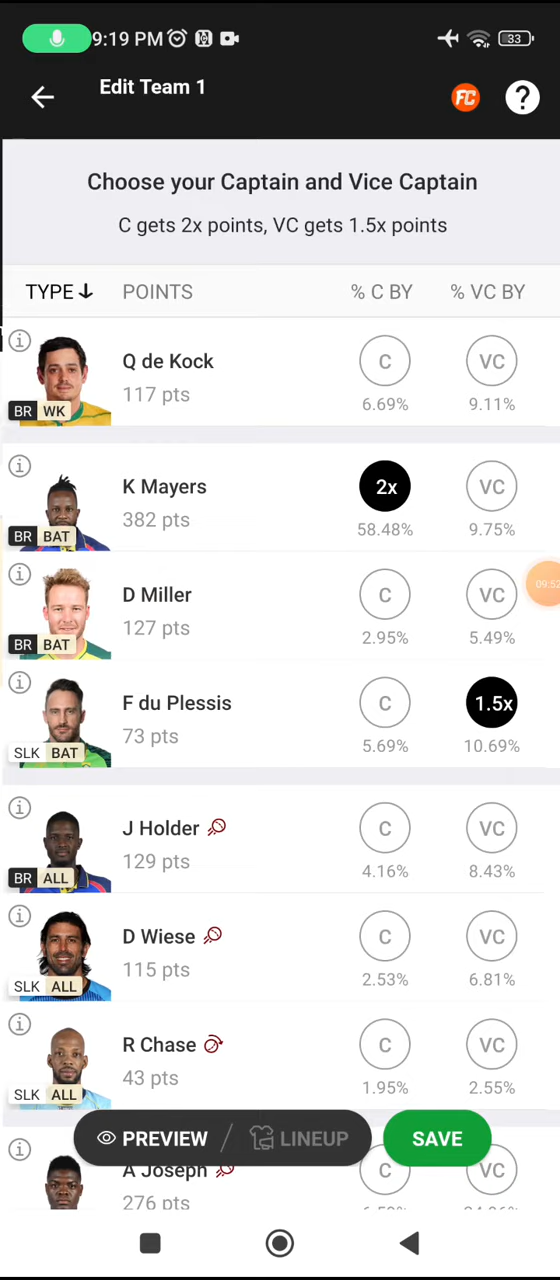 9:19 PM
33
Edit Team 1
FC
?
Choose your Captain and Vice Captain
C gets 2x points, VC gets 1.5x points
TYPE POINTS % C BY % VC BY
Q de Kock
117 pts
BR WK
C
6.69%
VC
9.11%
K Mayers
382 pts
BR BAT
2x
58.48%
VC
9.75%
09:52
D Miller
127 pts
BR BAT
C
2.95%
VC
5.49%
F du Plessis
73 pts
SLK BAT
C
5.69%
1.5x
10.69%
J Holder
129 pts
BR ALL
C
4.16%
VC
8.43%
D Wiese
115 pts
SLK ALL
C
2.53%
VC
6.81%
R Chase
43 pts
SLK ALL
C
1.95%
VC
2.55%
PREVIEW / LINEUP
SAVE
A Joseph
276 pts
C
VC